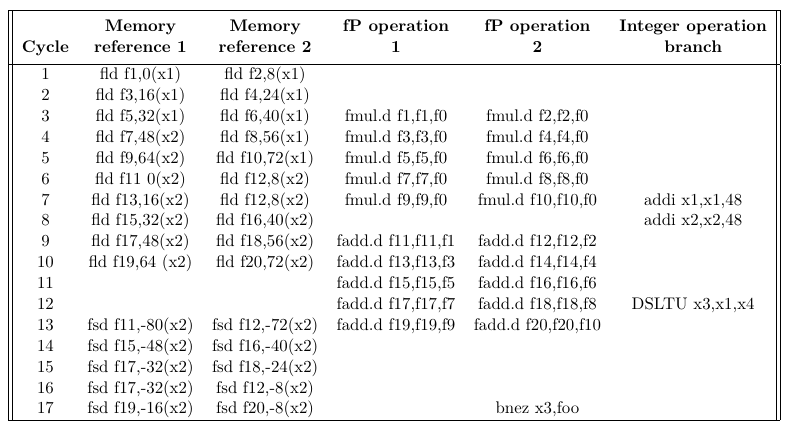 Memory Memory fP operation fP operation Integer operation
Cycle reference 1 reference 2 1 2 branch
1 fld f1,0(x1) fld f2,8(x1)
2 fld f3,16(x1) fld f4,24(x1)
3 fld f5,32(x1) fld f6,40(x1) fmul.d f1,f1,f0 fmul.d f2,f2,f0
4 fld f7,48(x2) fld f8,56(x1) fmul.d f3,f3,f0 fmul.d f4,f4,f0
5 fld f9,64(x2) fld f10,72(x1) fmul.d f5,f5,f0 fmul.d f6,f6,f0
6 fld f11 0(x2) fld f12,8(x2) fmul.d f7,f7,f0 fmul.d f8,f8,f0
7 fld f13,16(x2) fld f12,8(x2) fmul.d f9,f9,f0 fmul.d f10,f10,f0 addi x1,x1,48
8 fld f15,32(x2) fld f16,40(x2) addi x2,x2,48
9 fld f17,48(x2) fld f18,56(x2) fadd.d f11,f11,f1 fadd.d f12,f12,f2
10 fld f19,64 (x2) fld f20,72(x2) fadd.d f13,f13,f3 fadd.d f14,f14,f4
11 fadd.d f15,f15,f5 fadd.d f16,f16,f6
12 fadd.d f17,f17,f7 fadd.d f18,f18,f8 DSLTU x3,x1,x4
13 fsd f11,-80(x2) fsd f12,-72(x2) fadd.d f19,f19,f9 fadd.d f20,f20,f10
14 fsd f15,-48(x2) fsd f16,-40(x2)
15 fsd f17,-32(x2) fsd f18,-24(x2)
16 fsd f17,-32(x2) fsd f12,-8(x2)
17 fsd f19,-16(x2) fsd f20,-8(x2) bnez x3,foo